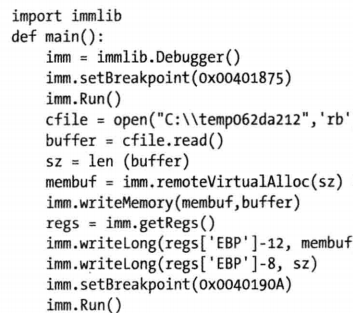 import immlib
def main():
    imm = immlib.Debugger()
    imm.setBreakpoint(0x00401875)
    imm.Run()
    cfile = open("C:\\temp062da212",'rb'
    buffer = cfile.read()
    sz = len (buffer)
    membuf = imm.remoteVirtualAlloc(sz)
    imm.writeMemory(membuf,buffer)
    regs = imm.getRegs()
    imm.writeLong(regs['EBP']-12, membuf
    imm.writeLong(regs['EBP']-8, sz)
    imm.setBreakpoint(0x0040190A)
    imm.Run()